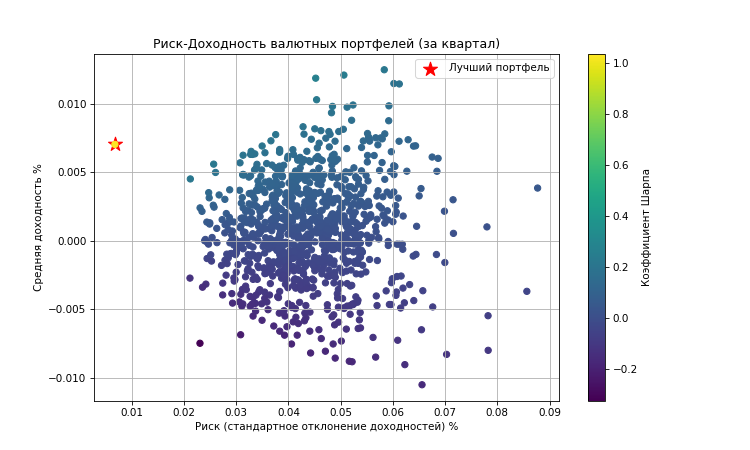 Риск-Доходность валютных портфелей (за квартал)
Лучший портфель
Средняя доходность %
0.010
0.005
0.000
−0.005
−0.010
0.01 0.02 0.03 0.04 0.05 0.06 0.07 0.08 0.09
Риск (стандартное отклонение доходностей) %
1.0
0.8
0.6
0.4
0.2
0.0
−0.2
Коэффициент Шарпа